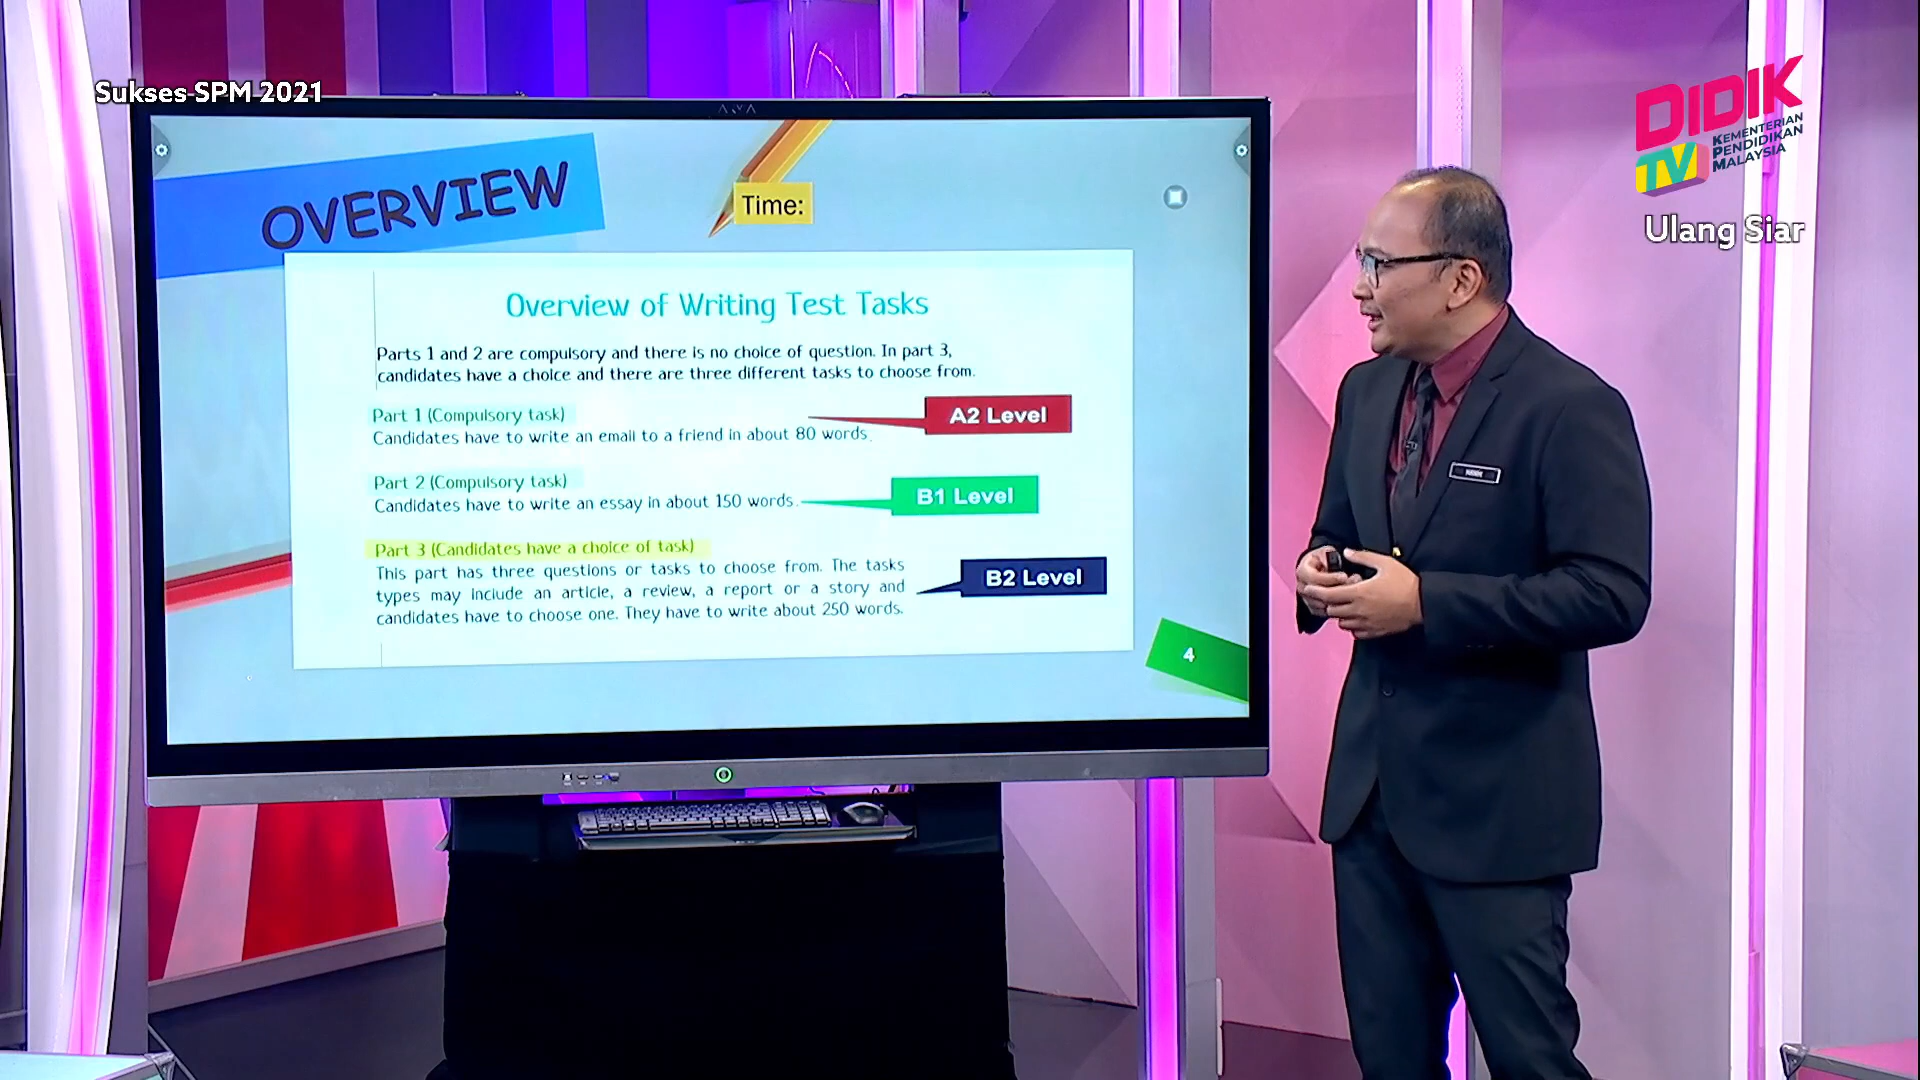 Sukses SPM 2021
DIDIK
TV
KEMENTERIAN
PENDIDIKAN
MALAYSIA
Ulang Siar
OVERVIEW
Time:
Overview of Writing Test Tasks
Parts 1 and 2 are compulsory and there is no choice of question. In part 3,
candidates have a choice and there are three different tasks to choose from.
Part 1 (Compulsory task)
Candidates have to write an email to a friend in about 80 words.
A2 Level
Part 2 (Compulsory task)
Candidates have to write an essay in about 150 words.
B1 Level
Part 3 (Candidates have a choice of task)
This part has three questions or tasks to choose from. The tasks
types may include an article, a review, a report or a story and
candidates have to choose one. They have to write about 250 words.
B2 Level
4